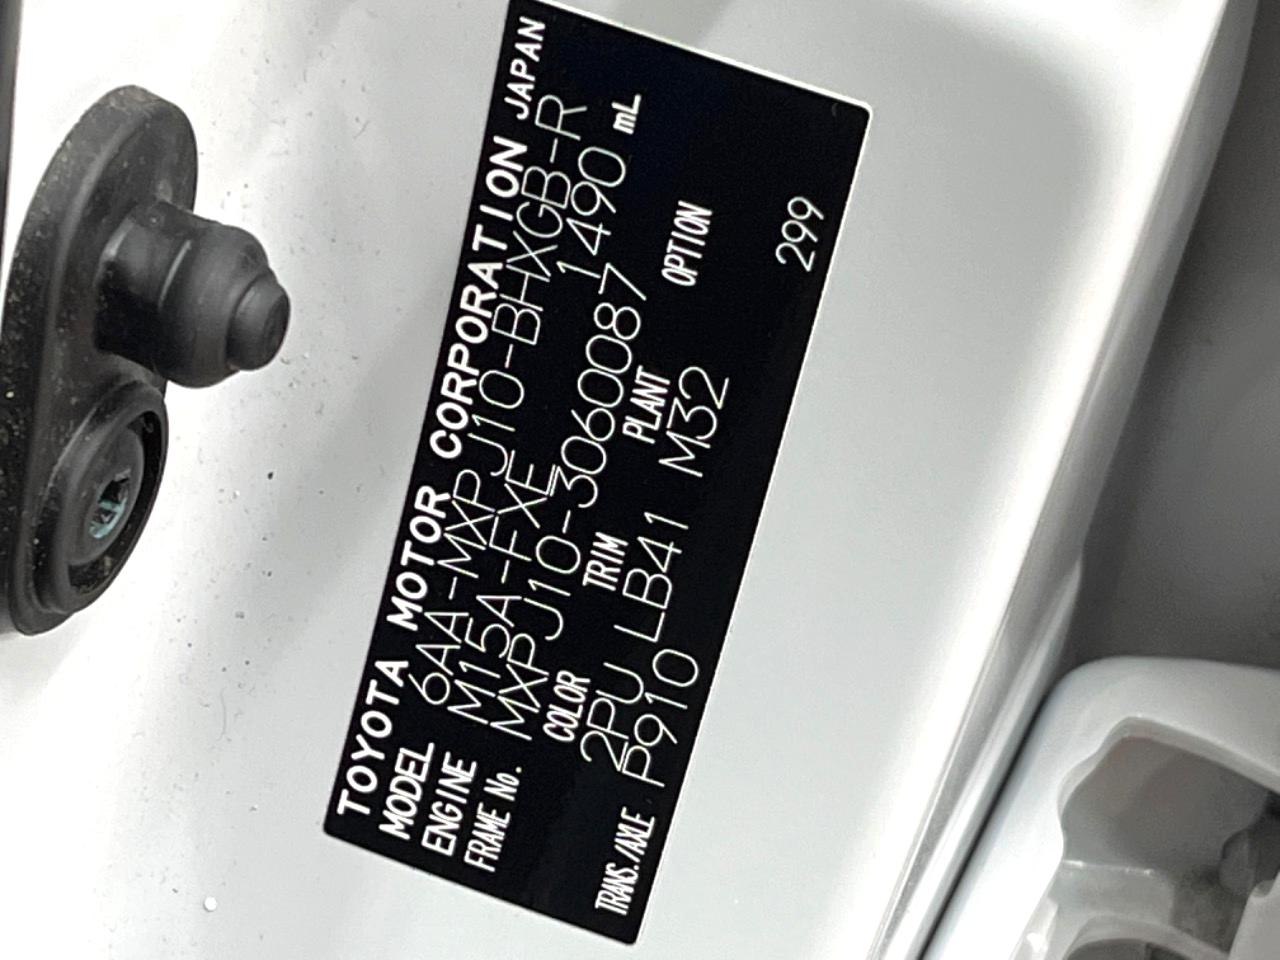 TOYOTA MOTOR CORPORATION JAPAN
MODEL 6AA-MXPJ10-BHXGB-R
ENGINE M15A-FXE 1490 mL
FRAME No. MXPJ10-3060087
COLOR TRIM PLANT OPTION
2PU LB41 M32
TRANS./AXLE P910 299